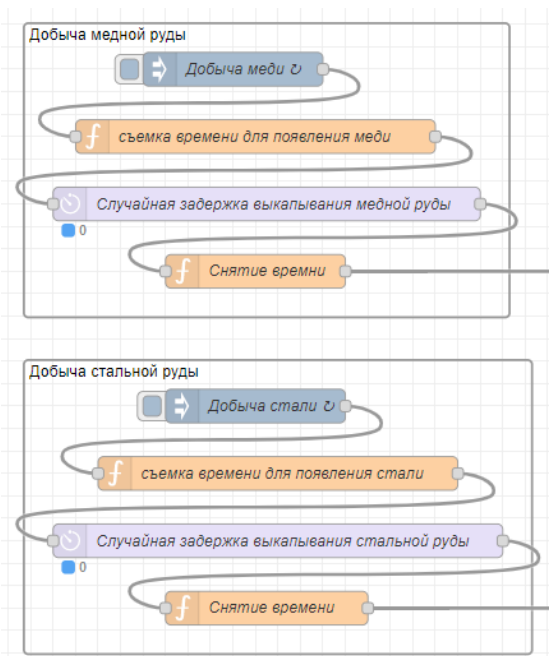 Добыча медной руды
Добыча меди ↻
съемка времени для появления меди
Случайная задержка выкапывания медной руды
0
Снятие времни
Добыча стальной руды
Добыча стали ↻
съемка времени для появления стали
Случайная задержка выкапывания стальной руды
0
Снятие времени